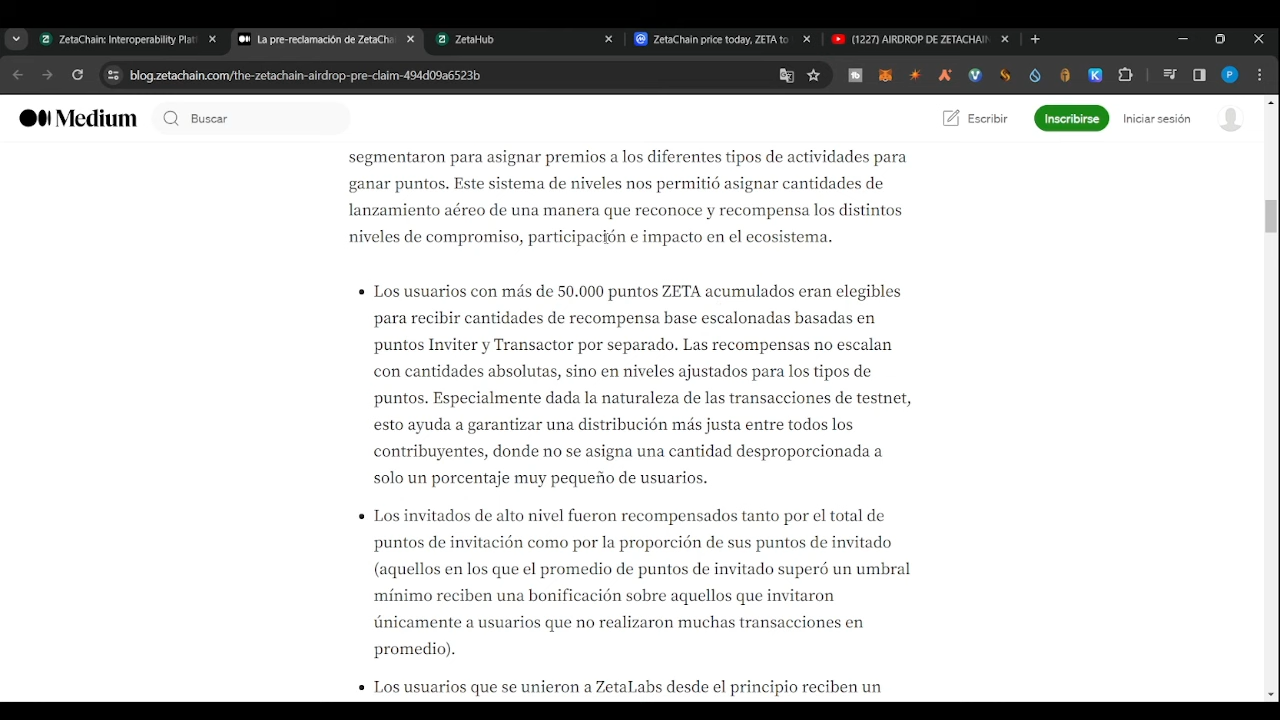 ZetaChain: Interoperability Plat
La pre-reclamación de ZetaCha
ZetaHub
ZetaChain price today, ZETA to
(1227) AIRDROP DE ZETACHAIN
blog.zetachain.com/the-zetachain-airdrop-pre-claim-494d09a6523b
P
Medium
Buscar
Escribir
Inscribirse
Iniciar sesión
segmentaron para asignar premios a los diferentes tipos de actividades para
ganar puntos. Este sistema de niveles nos permitió asignar cantidades de
lanzamiento aéreo de una manera que reconoce y recompensa los distintos
niveles de compromiso, participación e impacto en el ecosistema.
Los usuarios con más de 50.000 puntos ZETA acumulados eran elegibles
para recibir cantidades de recompensa base escalonadas basadas en
puntos Inviter y Transactor por separado. Las recompensas no escalan
con cantidades absolutas, sino en niveles ajustados para los tipos de
puntos. Especialmente dada la naturaleza de las transacciones de testnet,
esto ayuda a garantizar una distribución más justa entre todos los
contribuyentes, donde no se asigna una cantidad desproporcionada a
solo un porcentaje muy pequeño de usuarios.
Los invitados de alto nivel fueron recompensados tanto por el total de
puntos de invitación como por la proporción de sus puntos de invitado
(aquellos en los que el promedio de puntos de invitado superó un umbral
mínimo reciben una bonificación sobre aquellos que invitaron
únicamente a usuarios que no realizaron muchas transacciones en
promedio).
Los usuarios que se unieron a ZetaLabs desde el principio reciben un